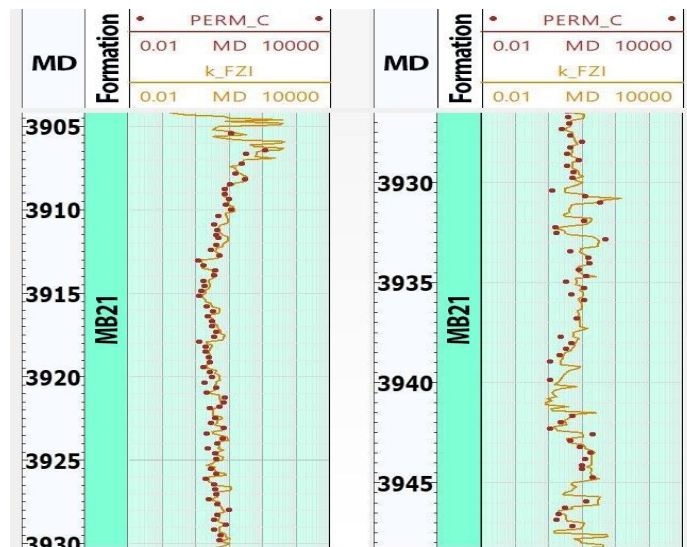 MD
Formation
PERM_C
0.01 MD 10000
k_FZI
0.01 MD 10000
3905
3910
3915
3920
3925
3930
MB21
MD
Formation
PERM_C
0.01 MD 10000
k_FZI
0.01 MD 10000
3930
3935
3940
3945
MB21